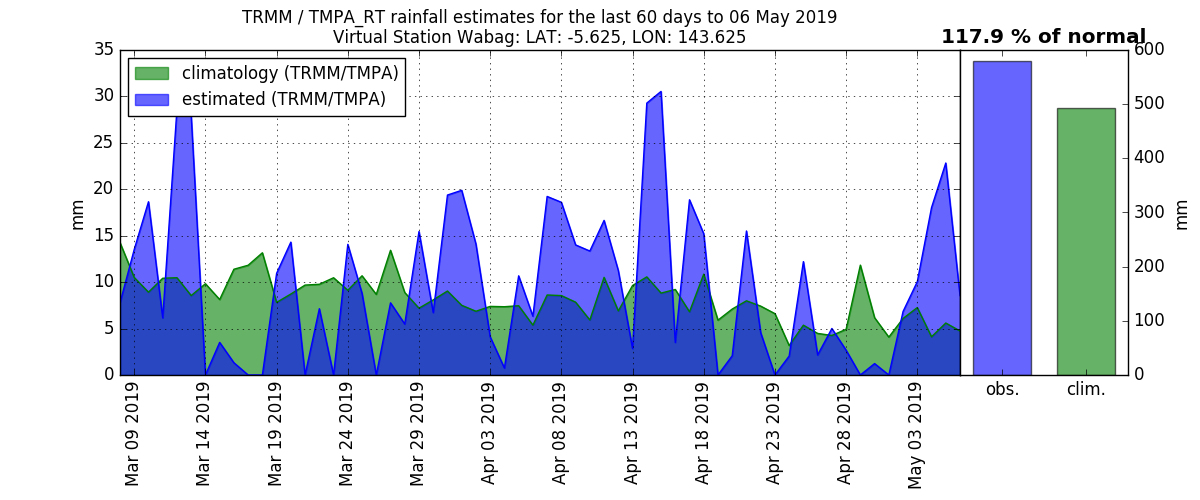 TRMM / TMPA_RT rainfall estimates for the last 60 days to 06 May 2019
Virtual Station Wabag: LAT: -5.625, LON: 143.625
117.9 % of normal
climatology (TRMM/TMPA)
estimated (TRMM/TMPA)
35
30
25
20
15
10
5
0
mm
Mar 09 2019
Mar 14 2019
Mar 19 2019
Mar 24 2019
Mar 29 2019
Apr 03 2019
Apr 08 2019
Apr 13 2019
Apr 18 2019
Apr 23 2019
Apr 28 2019
May 03 2019
obs.
clim.
600
500
400
300
200
100
0
mm